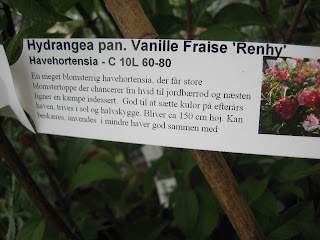 Hydrangea pan. Vanille Fraise 'Renhy'
Havehortensia - C 10L 60-80
En meget blomsterrig havehortensia, der får store
blomstertoppe der chancerer fra hvid til jordbærrød og næsten
ligner en kæmpe isdessert. God til at sætte kulør på efterårs
haven, trives i sol og halvskygge. Bliver ca 150 cm høj. Kan
beskæres, anvendes i mindre haver god sammen med